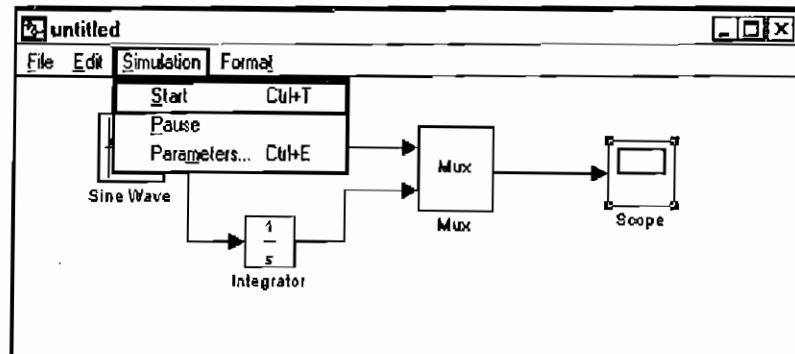 untitled
File Edit Simulation Format
Start Ctrl+T
Pause
Parameters... Ctrl+E
Sine Wave
Mux
Mux
Scope
1
s
Integrator